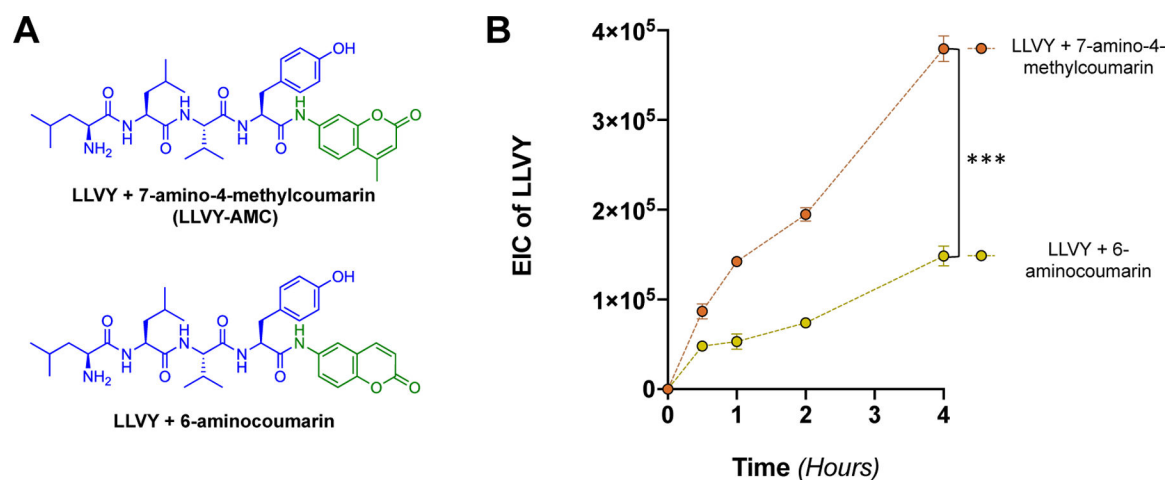 A
OH
O
H
N
O
H
N
O
O
N
H
N
H
NH2
O
O
LLVY + 7-amino-4-methylcoumarin
(LLVY-AMC)
OH
O
H
N
O
H
N
N
H
N
H
NH2
O
O
O
O
LLVY + 6-aminocoumarin
B
EIC of LLVY
4×10⁵
3×10⁵
2×10⁵
1×10⁵
0
0
1
2
3
4
Time (Hours)
***
LLVY + 7-amino-4-
methylcoumarin
LLVY + 6-
aminocoumarin